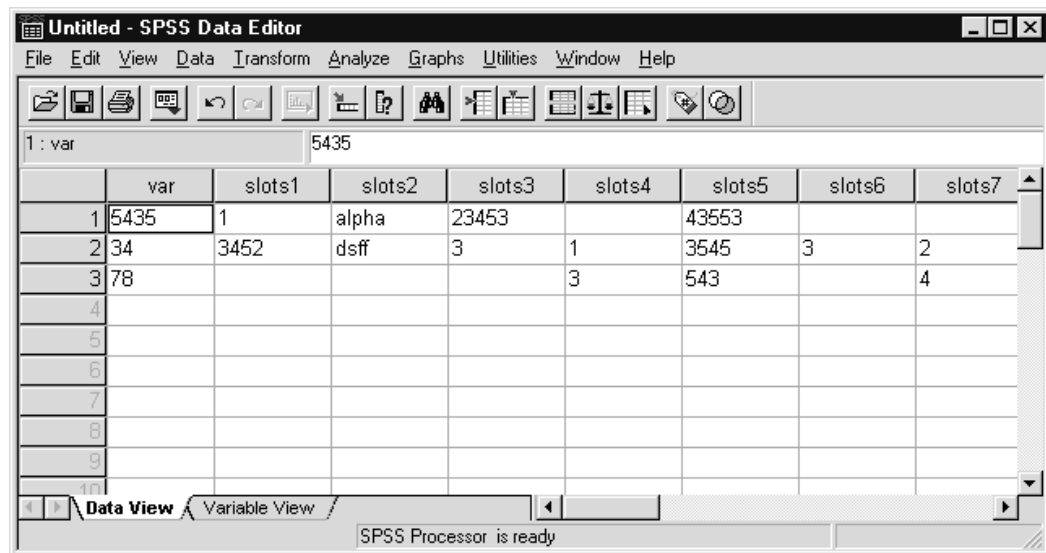 Untitled - SPSS Data Editor
File Edit View Data Transform Analyze Graphs Utilities Window Help
1 : var 5435
var slots1 slots2 slots3 slots4 slots5 slots6 slots7
1 5435 1 alpha 23453 43553
2 34 3452 dsff 3 1 3545 3 2
3 78 3 543 4
4
5
6
7
8
9
10
Data View Variable View
SPSS Processor is ready